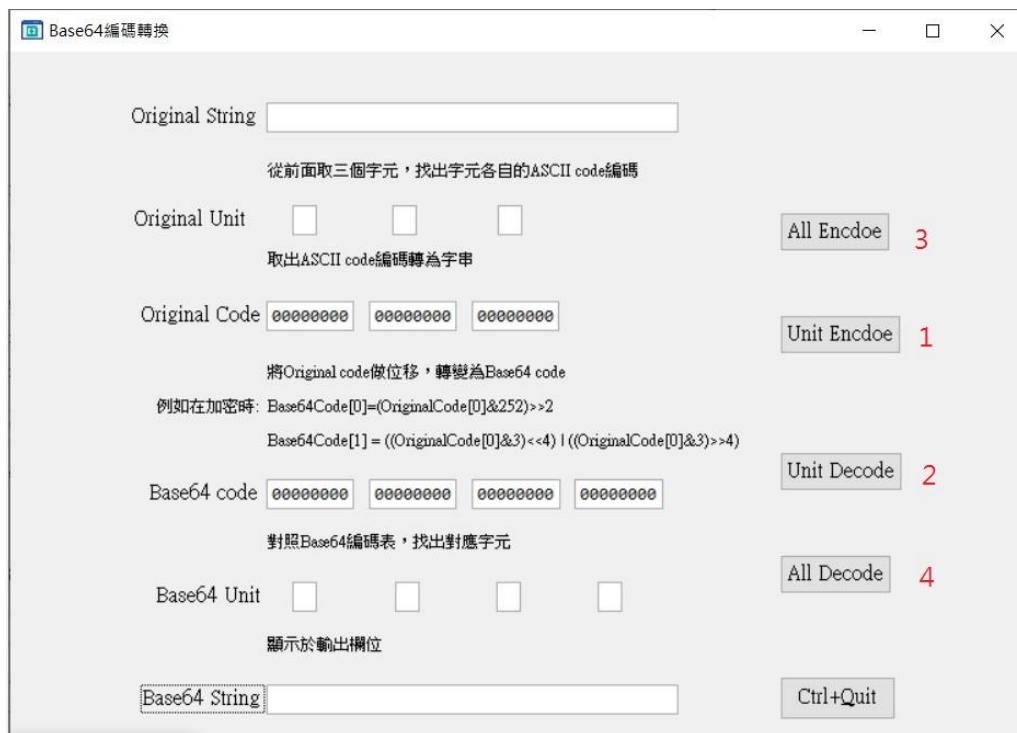 Base64編碼轉換
Original String
從前面取三個字元，找出字元各自的ASCII code編碼
Original Unit
All Encdoe 3
取出ASCII code編碼轉為字串
Original Code 00000000 00000000 00000000
Unit Encdoe 1
將Original code做位移，轉變為Base64 code
例如在加密時: Base64Code[0]=(OriginalCode[0]&252)>>2
Base64Code[1] = ((OriginalCode[0]&3)<<4) | ((OriginalCode[0]&3)>>4)
Unit Decode 2
Base64 code 00000000 00000000 00000000 00000000
對照Base64編碼表，找出對應字元
All Decode 4
Base64 Unit
顯示於輸出欄位
Base64 String
Ctrl+Quit